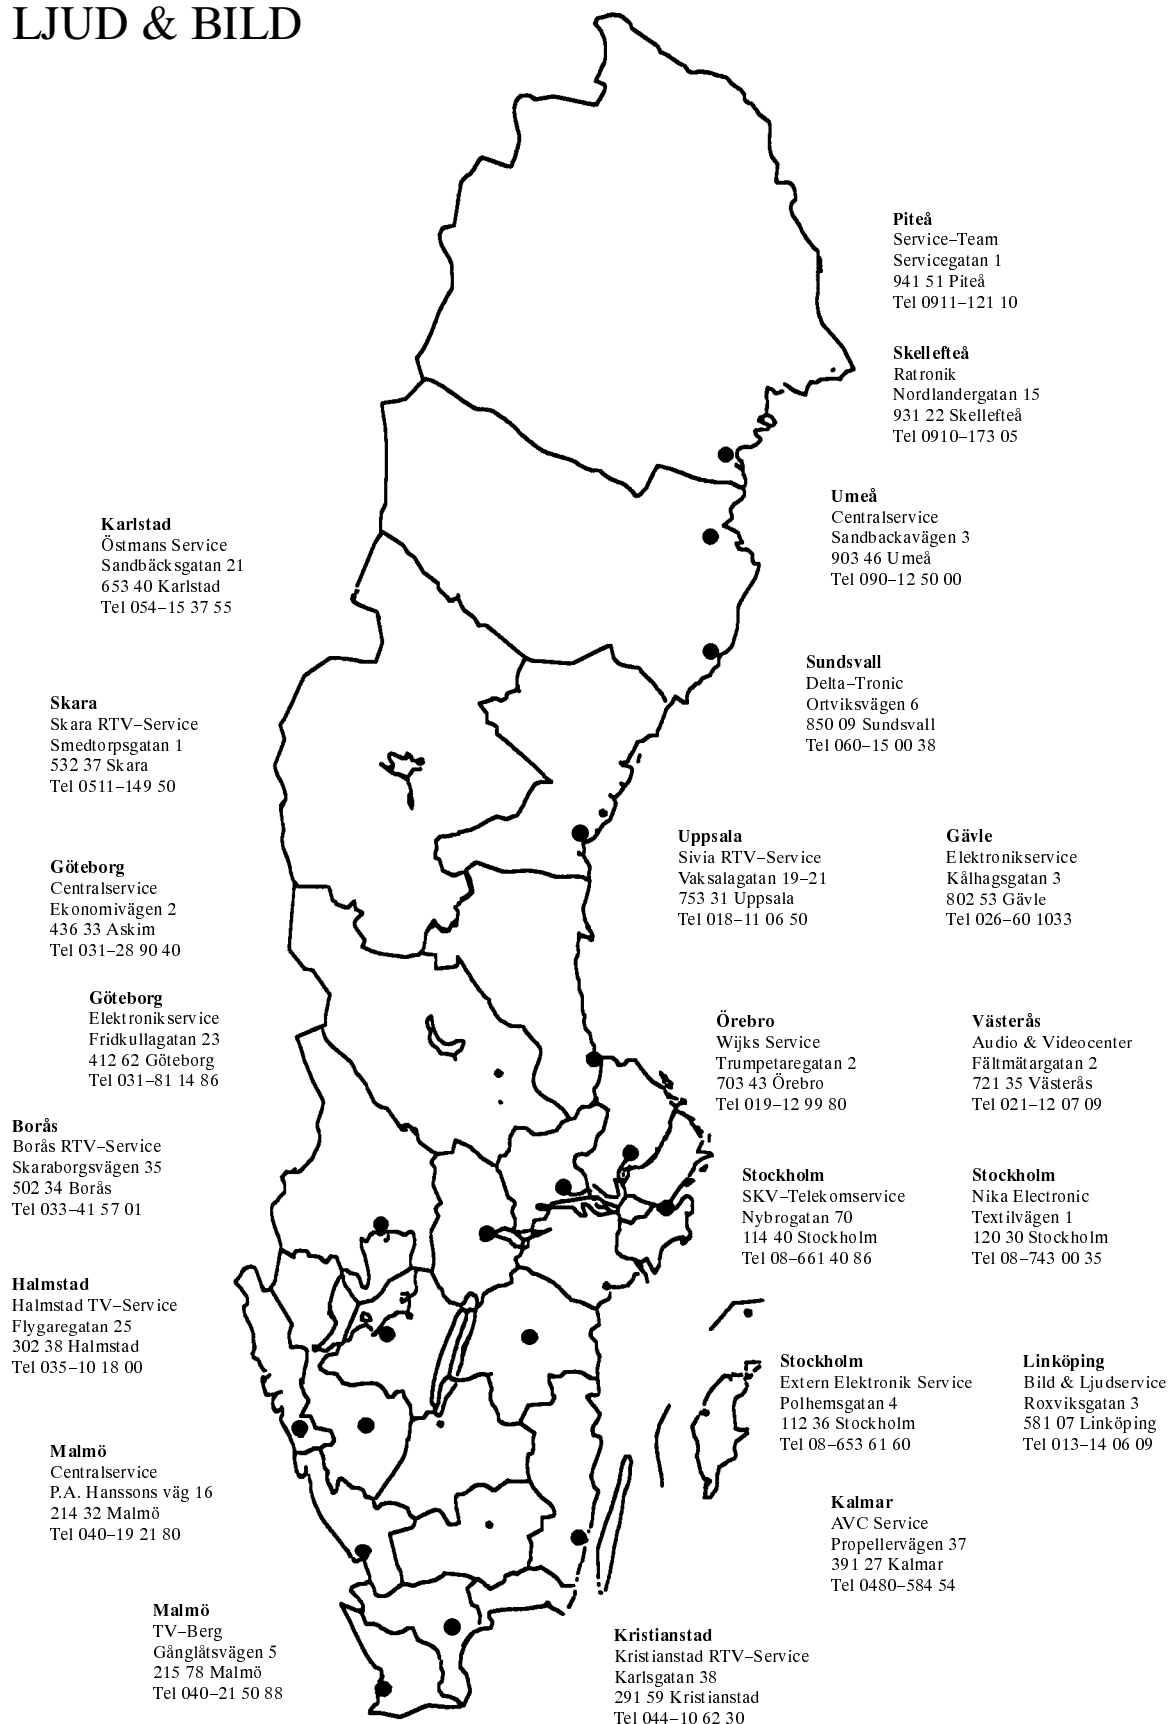 LJUD & BILD
Piteå
Service–Team
Servicegatan 1
941 51 Piteå
Tel 0911–121 10
Skellefteå
Ratronik
Nordlandergatan 15
931 22 Skellefteå
Tel 0910–173 05
Umeå
Centralservice
Sandbackavägen 3
903 46 Umeå
Tel 090–12 50 00
Karlstad
Östmans Service
Sandbäcksgatan 21
653 40 Karlstad
Tel 054–15 37 55
Sundsvall
Delta–Tronic
Ortviksvägen 6
850 09 Sundsvall
Tel 060–15 00 38
Skara
Skara RTV–Service
Smedtorpsgatan 1
532 37 Skara
Tel 0511–149 50
Uppsala
Sivia RTV–Service
Vaksalagatan 19–21
753 31 Uppsala
Tel 018–11 06 50
Gävle
Elektronikservice
Kålhagsgatan 3
802 53 Gävle
Tel 026–60 1033
Göteborg
Centralservice
Ekonomivägen 2
436 33 Askim
Tel 031–28 90 40
Göteborg
Elektronikservice
Fridkullagatan 23
412 62 Göteborg
Tel 031–81 14 86
Örebro
Wijks Service
Trumpetaregatan 2
703 43 Örebro
Tel 019–12 99 80
Västerås
Audio & Videocenter
Fältmätargatan 2
721 35 Västerås
Tel 021–12 07 09
Borås
Borås RTV–Service
Skaraborgsvägen 35
502 34 Borås
Tel 033–41 57 01
Stockholm
SKV–Telekomservice
Nybrogatan 70
114 40 Stockholm
Tel 08–661 40 86
Stockholm
Nika Electronic
Textilvägen 1
120 30 Stockholm
Tel 08–743 00 35
Halmstad
Halmstad TV–Service
Flygaregatan 25
302 38 Halmstad
Tel 035–10 18 00
Stockholm
Extern Elektronik Service
Polhemsgatan 4
112 36 Stockholm
Tel 08–653 61 60
Linköping
Bild & Ljudservice
Roxviksgatan 3
581 07 Linköping
Tel 013–14 06 09
Malmö
Centralservice
P.A. Hanssons väg 16
214 32 Malmö
Tel 040–19 21 80
Kalmar
AVC Service
Propellervägen 37
391 27 Kalmar
Tel 0480–584 54
Malmö
TV–Berg
Gånglåtsvägen 5
215 78 Malmö
Tel 040–21 50 88
Kristianstad
Kristianstad RTV–Service
Karlsgatan 38
291 59 Kristianstad
Tel 044–10 62 30